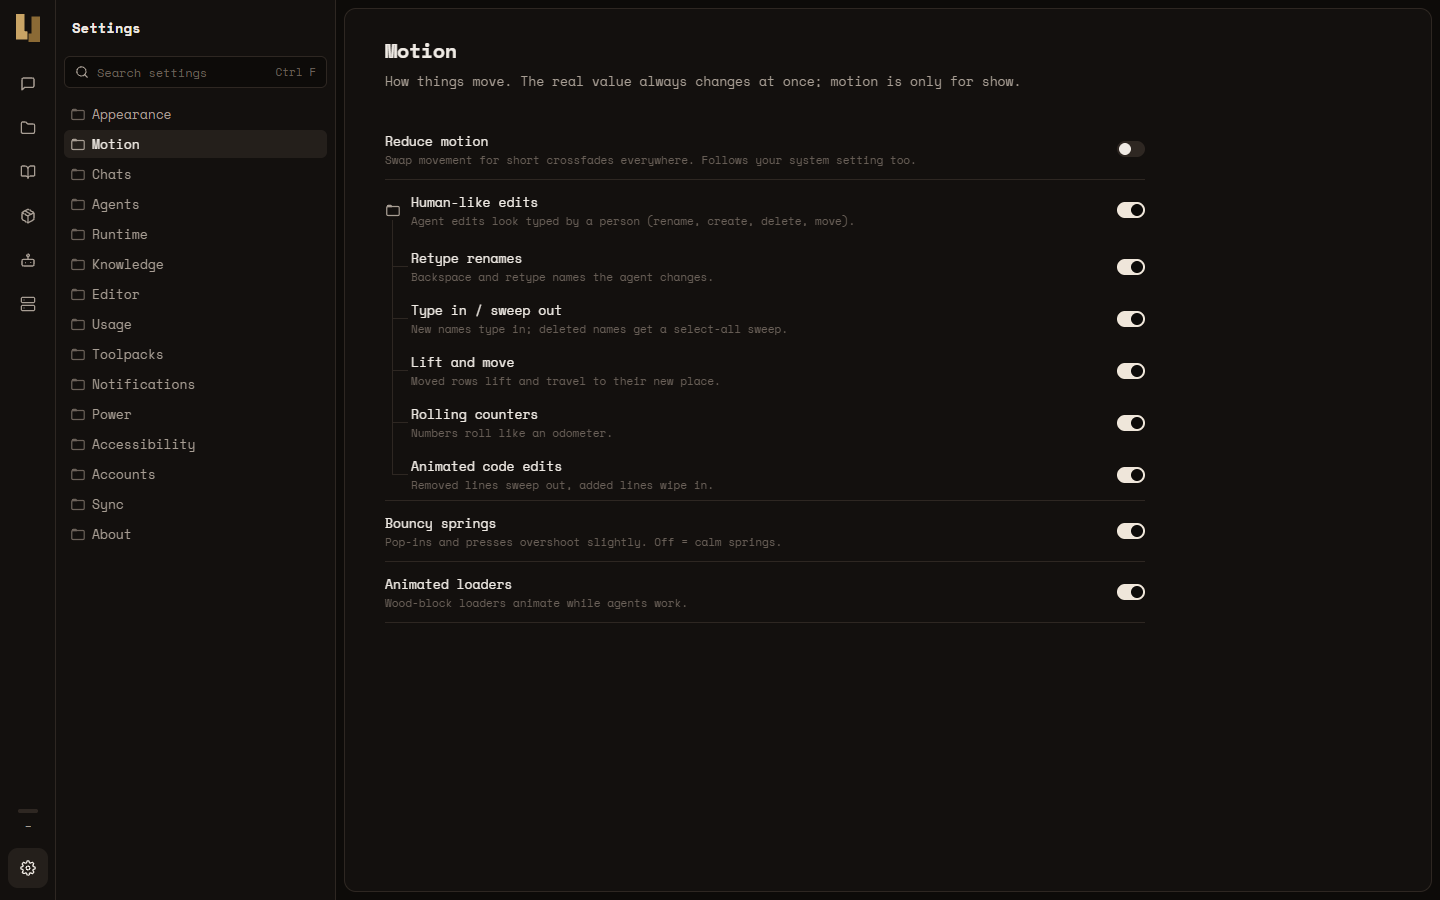 Settings
Search settings Ctrl F
Appearance
Motion
Chats
Agents
Runtime
Knowledge
Editor
Usage
Toolpacks
Notifications
Power
Accessibility
Accounts
Sync
About
–
Motion
How things move. The real value always changes at once; motion is only for show.
Reduce motion
Swap movement for short crossfades everywhere. Follows your system setting too.
Human-like edits
Agent edits look typed by a person (rename, create, delete, move).
Retype renames
Backspace and retype names the agent changes.
Type in / sweep out
New names type in; deleted names get a select-all sweep.
Lift and move
Moved rows lift and travel to their new place.
Rolling counters
Numbers roll like an odometer.
Animated code edits
Removed lines sweep out, added lines wipe in.
Bouncy springs
Pop-ins and presses overshoot slightly. Off = calm springs.
Animated loaders
Wood-block loaders animate while agents work.